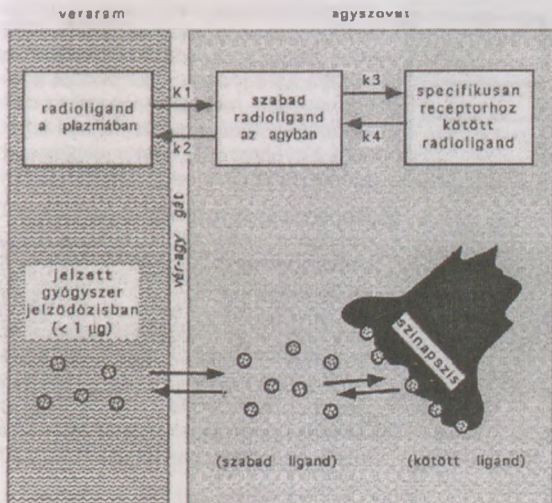 véráram
agyszövet
radioligand
a plazmában
K1
k2
szabad
radioligand
az agyban
k3
k4
specifikusan
receptorhoz
kötött
radioligand
vér-agy gát
jelzett
gyógyszer
jelződózisban
(< 1 µg)
szinapszis
(szabad ligand)
(kötött ligand)